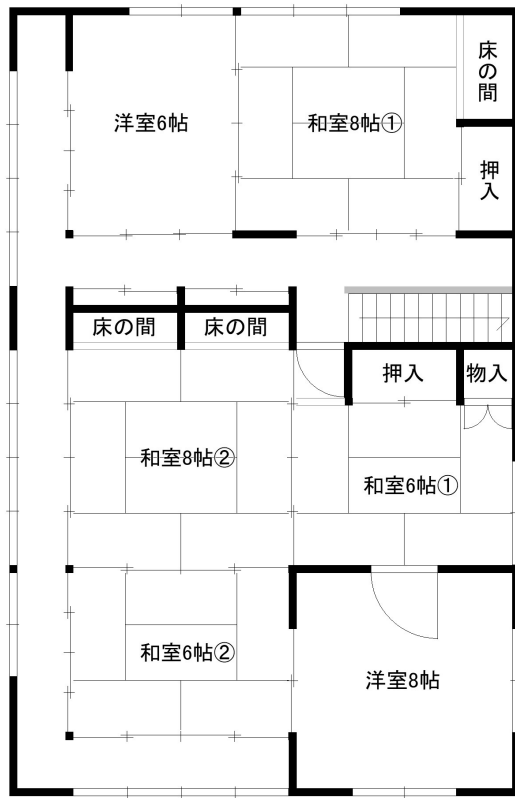 洋室6帖
和室8帖①
床の間
押入
床の間
床の間
押入
物入
和室8帖②
和室6帖①
和室6帖②
洋室8帖